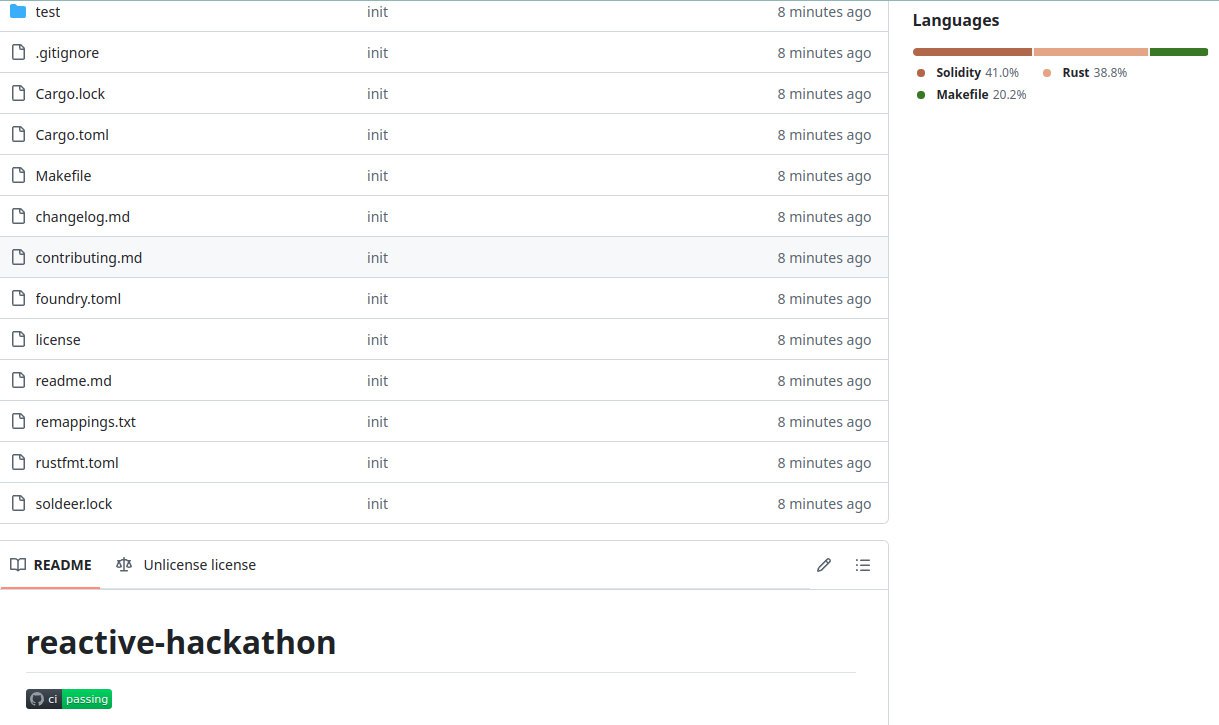 test init 8 minutes ago
.gitignore init 8 minutes ago
Cargo.lock init 8 minutes ago
Cargo.toml init 8 minutes ago
Makefile init 8 minutes ago
changelog.md init 8 minutes ago
contributing.md init 8 minutes ago
foundry.toml init 8 minutes ago
license init 8 minutes ago
readme.md init 8 minutes ago
remappings.txt init 8 minutes ago
rustfmt.toml init 8 minutes ago
soldeer.lock init 8 minutes ago
README Unlicense license
reactive-hackathon
ci passing
Languages
Solidity 41.0% Rust 38.8%
Makefile 20.2%